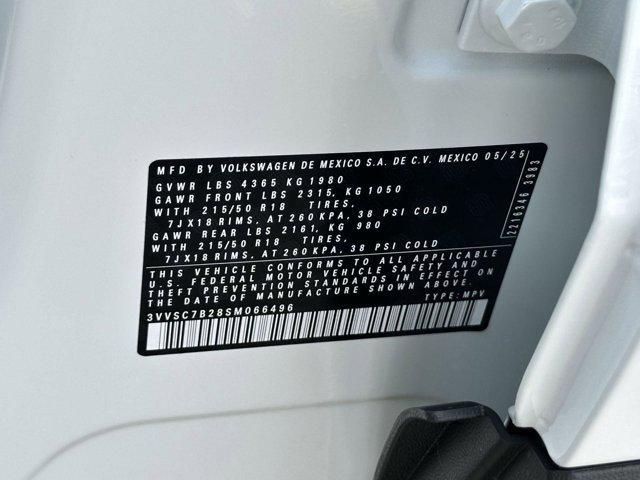 MFD BY VOLKSWAGEN DE MEXICO S.A. DE C.V. MEXICO 05/25
GVWR LBS 4365 KG 1980
GAWR FRONT LBS 2315, KG 1050
WITH 215/50 R18 TIRES,
7JX18 RIMS, AT 260 KPA, 38 PSI COLD
GAWR REAR LBS 2161, KG 980
WITH 215/50 R18 TIRES,
7JX18 RIMS, AT 260 KPA, 38 PSI COLD
THIS VEHICLE CONFORMS TO ALL APPLICABLE
U.S. FEDERAL MOTOR VEHICLE SAFETY AND
THEFT PREVENTION STANDARDS IN EFFECT ON
THE DATE OF MANUFACTURE SHOWN ABOVE.
3VVSC7B28SM066496 TYPE: MPV
2216346 3983